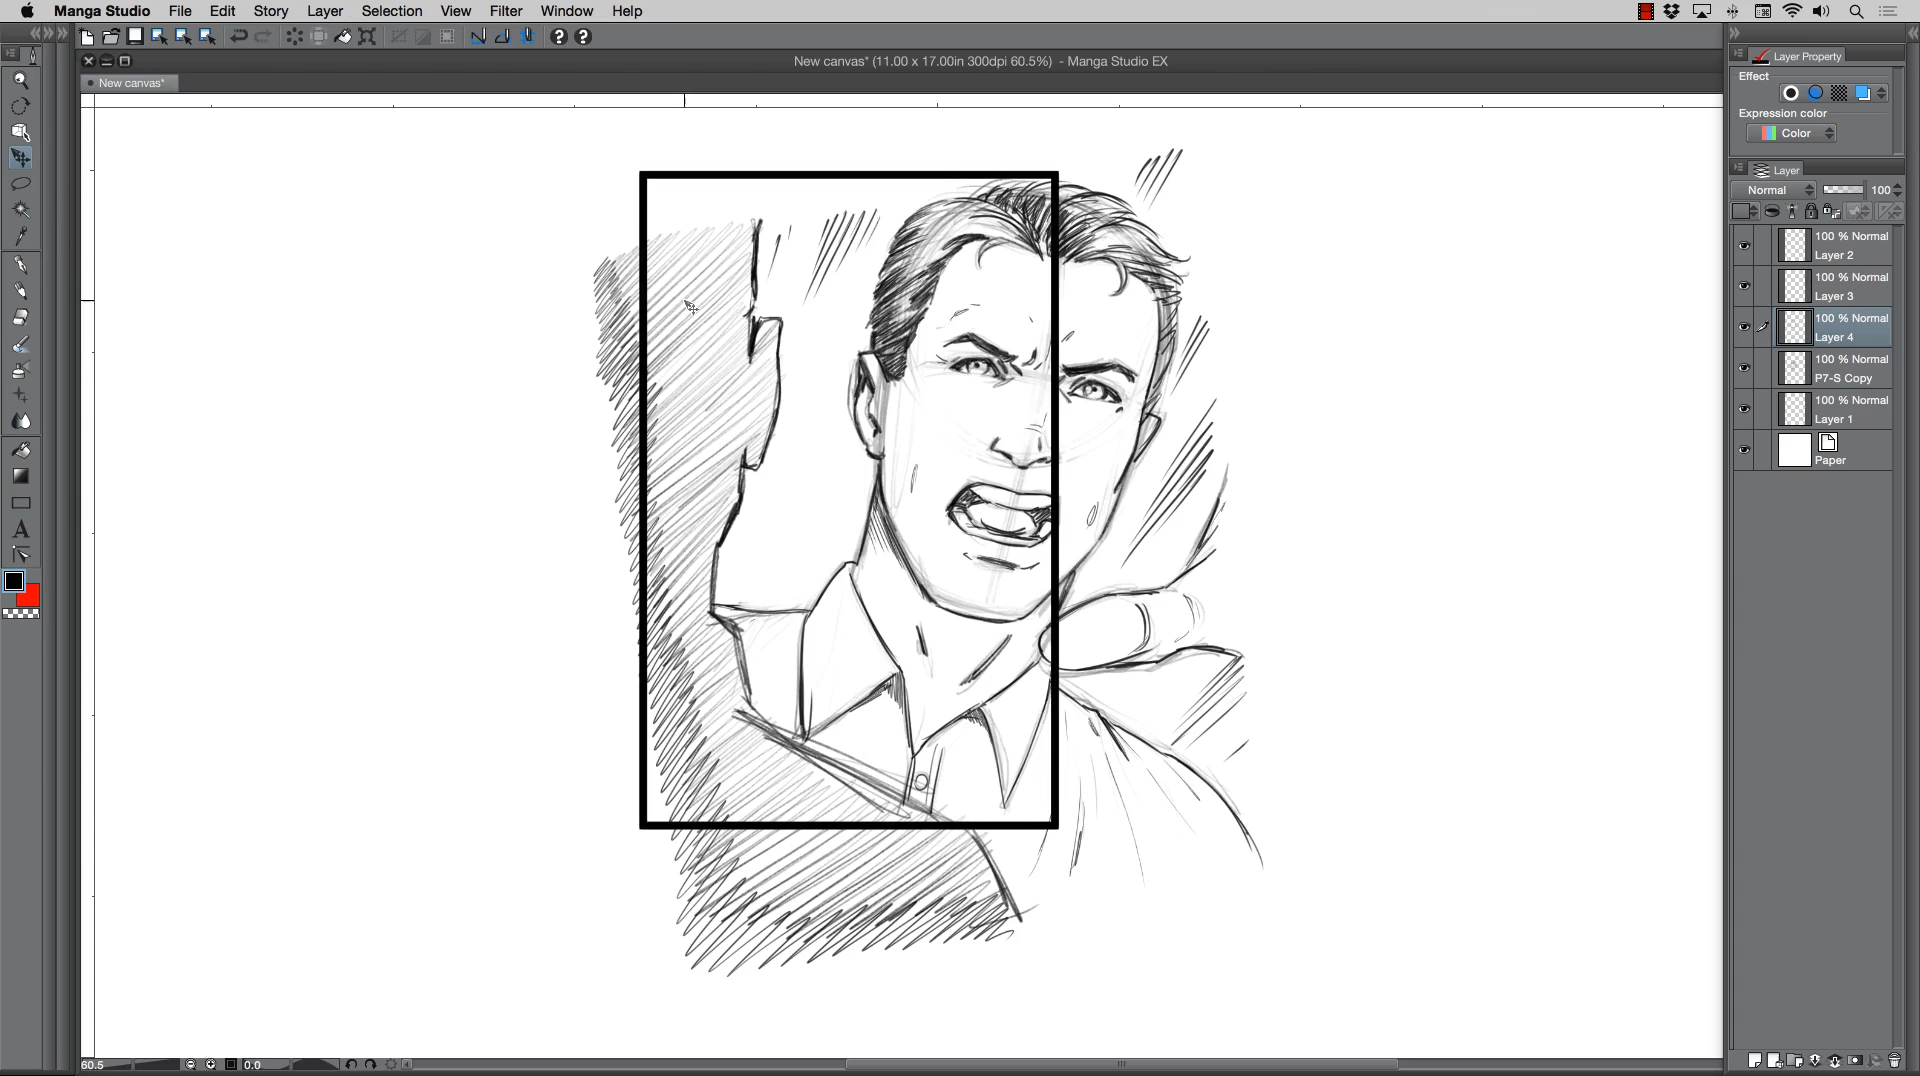 Manga Studio File Edit Story Layer Selection View Filter Window Help
New canvas* (11.00 x 17.00in 300dpi 60.5%) - Manga Studio EX
New canvas*
Layer Property
Effect
Expression color
Color
Layer
Normal 100
100 % Normal
Layer 2
100 % Normal
Layer 3
100 % Normal
Layer 4
100 % Normal
P7-S Copy
100 % Normal
Layer 1
Paper
A
60.5 0.0